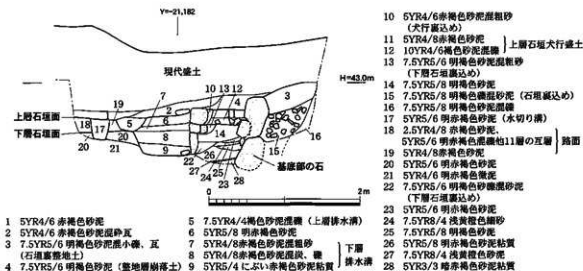 Y=-21,182
現代盛土
H=43.0m
上層石垣面
下層石垣面
基底部の石
0 2m
1 5YR4/6 赤褐色砂泥
2 5YR4/6 赤褐色砂泥混砕瓦
3 7.5YR5/6 明褐色砂泥混小礫、瓦
(石垣裏整地土)
4 7.5YR5/6 明褐色砂泥(整地層崩落土)
5 7.5YR4/4褐色砂泥混礫(上層排水溝)
6 5YR5/8 明赤褐色砂泥
7 5YR4/8赤褐色砂泥混粗砂
8 5YR4/8 赤褐色砂泥混炭、礫
9 5YR5/4にぶい赤褐色砂泥粘質
下層
排水溝
10 5YR4/6赤褐色砂泥混粗砂
(犬行裏込め)
11 5YR4/8赤褐色砂泥
12 10YR4/6褐色砂泥混礫
上層石垣犬行盛土
13 7.5YR5/6 明褐色砂泥混粗砂
(下層石垣裏込め)
14 7.5YR5/8 明褐色砂泥
15 7.5YR5/8 明褐色礫混砂泥(石垣裏込め)
16 7.5YR5/8 明褐色砂泥混礫
17 5YR5/6 明赤褐色砂泥(水切り溝)
18 2.5YR4/8 赤褐色砂泥、
5YR5/6 明赤褐色混礫他11層の互層
19 5YR4/8赤褐色砂泥
路面
20 5YR5/6 明赤褐色砂泥
21 5YR4/6 明赤褐色微泥
22 7.5YR5/6 明褐色砂礫混砂泥
(下層石垣裏込め)
23 5YR5/6 明赤褐色砂泥
24 7.5YR8/4 浅黄橙色細砂
25 7.5YR5/8 明褐色砂泥
26 5YR5/6 明赤褐色砂泥粘質
27 7.5YR8/4 浅黄橙色砂泥
28 5YR3/3 暗赤褐色砂泥粘質